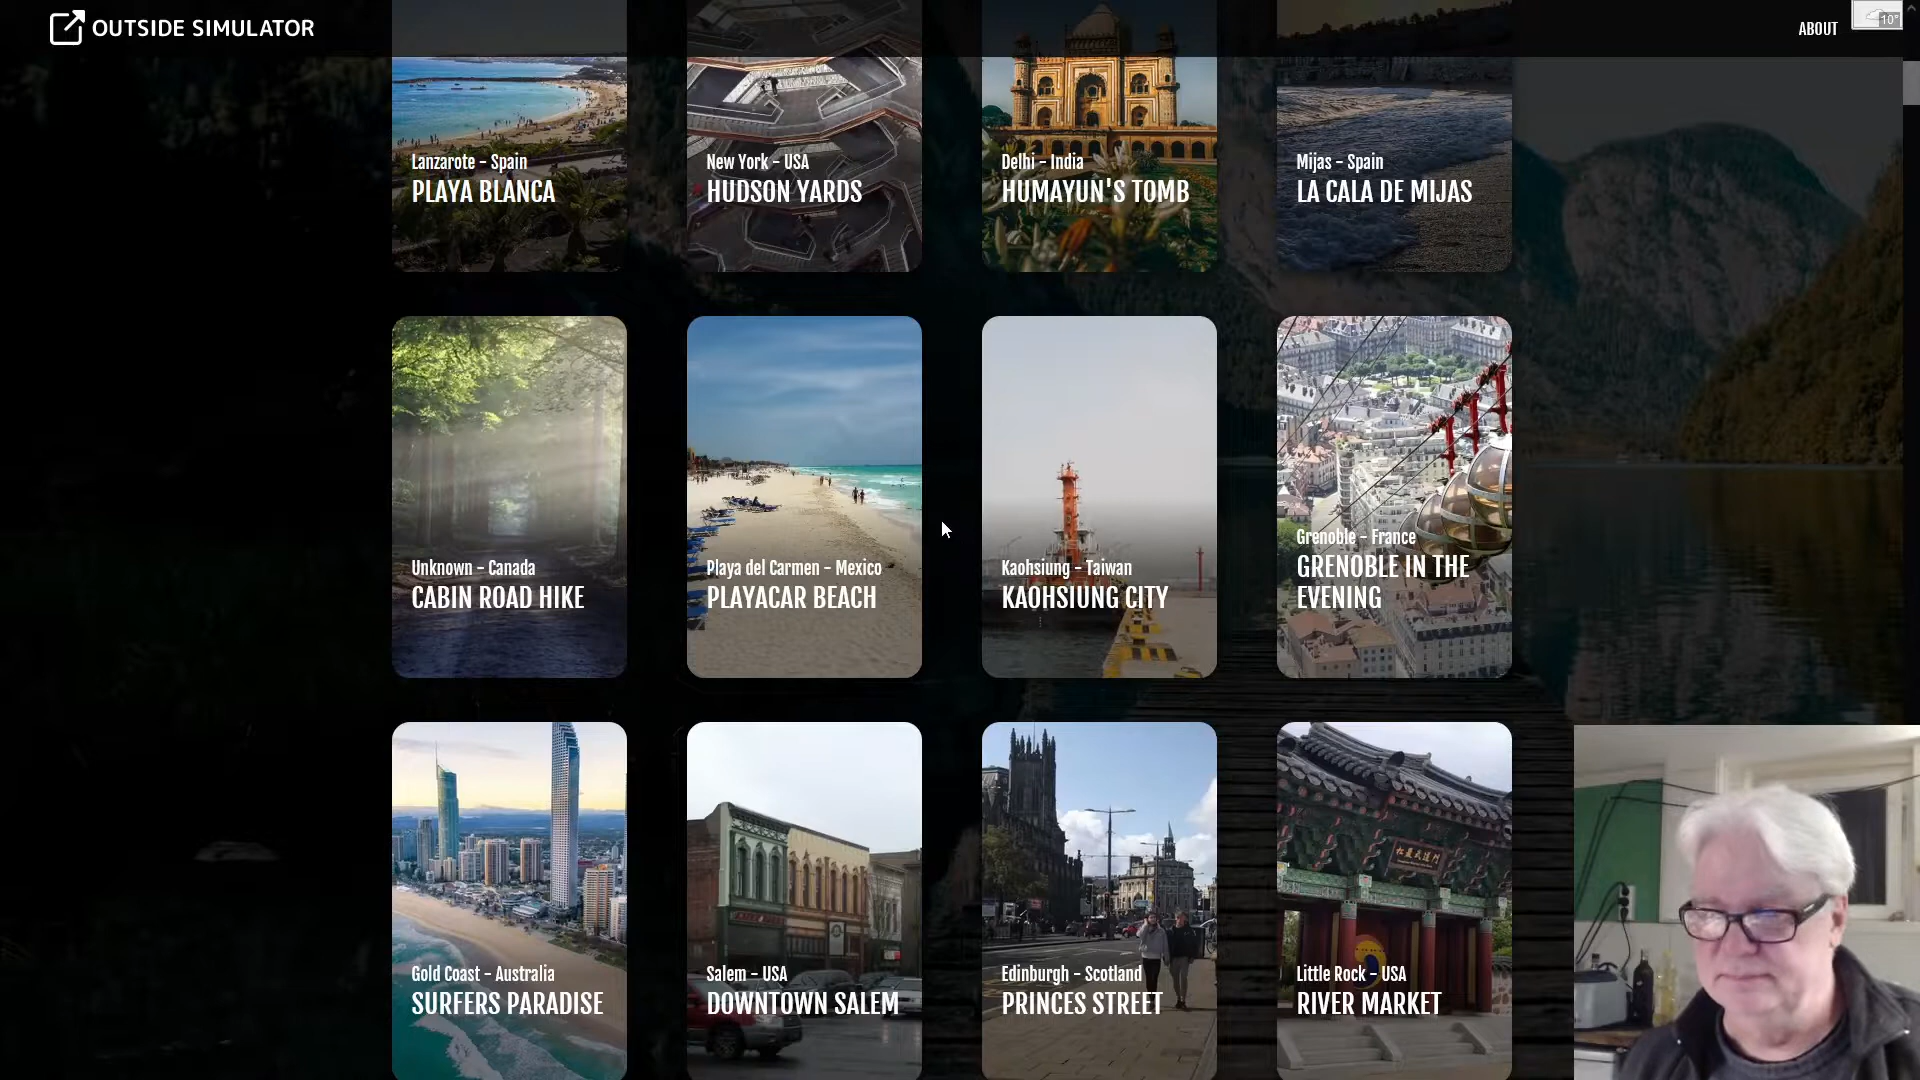 OUTSIDE SIMULATOR
ABOUT
10°
Lanzarote - Spain
PLAYA BLANCA
New York - USA
HUDSON YARDS
Delhi - India
HUMAYUN'S TOMB
Mijas - Spain
LA CALA DE MIJAS
Unknown - Canada
CABIN ROAD HIKE
Playa del Carmen - Mexico
PLAYACAR BEACH
Kaohsiung - Taiwan
KAOHSIUNG CITY
Grenoble - France
GRENOBLE IN THE
EVENING
Gold Coast - Australia
SURFERS PARADISE
Salem - USA
DOWNTOWN SALEM
Edinburgh - Scotland
PRINCES STREET
Little Rock - USA
RIVER MARKET